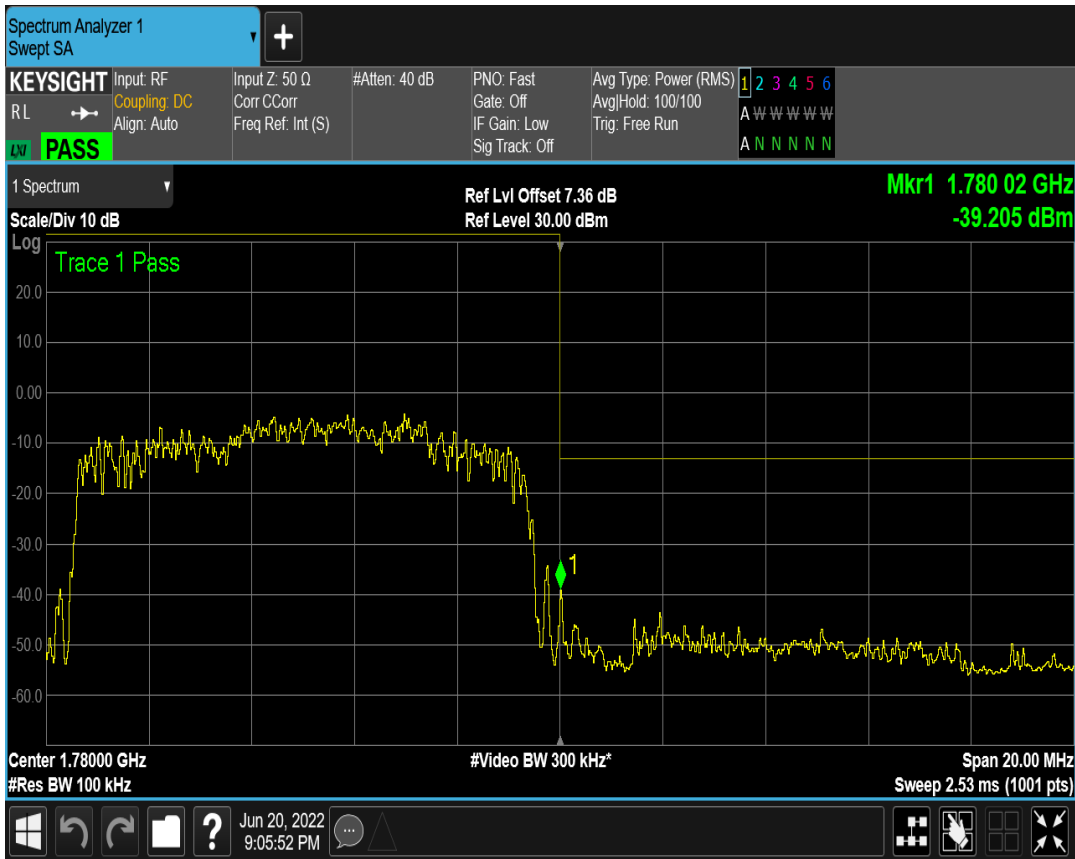 Spectrum Analyzer 1
Swept SA
+
KEYSIGHT
RL
LXI PASS
Input: RF
Coupling: DC
Align: Auto
Input Z: 50 Ω
Corr CCorr
Freq Ref: Int (S)
#Atten: 40 dB
PNO: Fast
Gate: Off
IF Gain: Low
Sig Track: Off
Avg Type: Power (RMS)
Avg|Hold: 100/100
Trig: Free Run
1 2 3 4 5 6
A W W W W W
A N N N N N
1 Spectrum
Scale/Div 10 dB
Ref Lvl Offset 7.36 dB
Ref Level 30.00 dBm
Mkr1 1.780 02 GHz
-39.205 dBm
Log
Trace 1 Pass
20.0
10.0
0.00
-10.0
-20.0
-30.0
1
-40.0
-50.0
-60.0
Center 1.78000 GHz
#Video BW 300 kHz*
Span 20.00 MHz
#Res BW 100 kHz
Sweep 2.53 ms (1001 pts)
?
Jun 20, 2022
9:05:52 PM